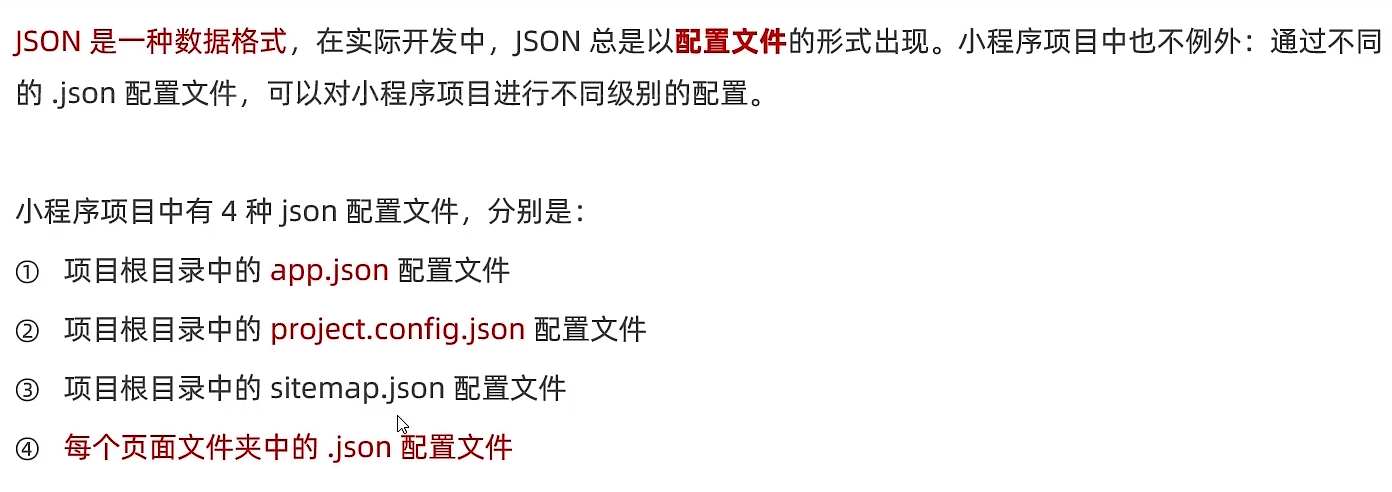 JSON 是一种数据格式，在实际开发中，JSON 总是以配置文件的形式出现。小程序项目中也不例外：通过不同
的 .json 配置文件，可以对小程序项目进行不同级别的配置。
小程序项目中有 4 种 json 配置文件，分别是：
① 项目根目录中的 app.json 配置文件
② 项目根目录中的 project.config.json 配置文件
③ 项目根目录中的 sitemap.json 配置文件
④ 每个页面文件夹中的 .json 配置文件